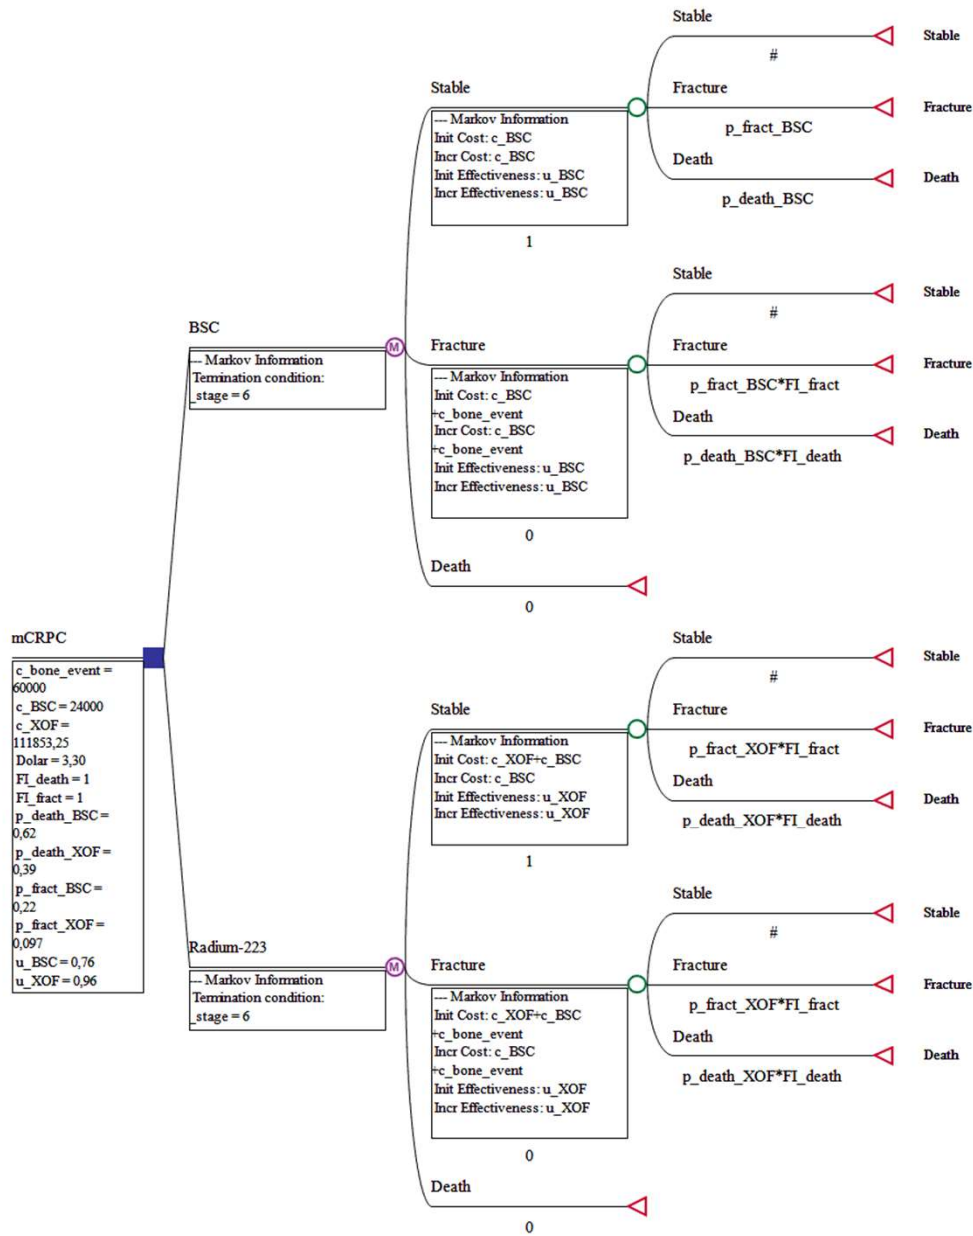 Stable
#
Stable
Fracture
p_fract_BSC
Fracture
Death
p_death_BSC
Death
Stable
--- Markov Information
Init Cost: c_BSC
Incr Cost: c_BSC
Init Effectiveness: u_BSC
Incr Effectiveness: u_BSC
1
BSC
--- Markov Information
Termination condition:
_stage = 6
M
Stable
#
Stable
Fracture
p_fract_BSC*FI_fract
Fracture
Death
p_death_BSC*FI_death
Death
Fracture
--- Markov Information
Init Cost: c_BSC
+c_bone_event
Incr Cost: c_BSC
+c_bone_event
Init Effectiveness: u_BSC
Incr Effectiveness: u_BSC
0
Death
0
mCRPC
c_bone_event =
60000
c_BSC = 24000
c_XOF =
111853,25
Dolar = 3,30
FI_death = 1
FI_fract = 1
p_death_BSC =
0,62
p_death_XOF =
0,39
p_fract_BSC =
0,22
p_fract_XOF =
0,097
u_BSC = 0,76
u_XOF = 0,96
Stable
#
Stable
Fracture
p_fract_XOF*FI_fract
Fracture
Death
p_death_XOF*FI_death
Death
Stable
--- Markov Information
Init Cost: c_XOF+c_BSC
Incr Cost: c_BSC
Init Effectiveness: u_XOF
Incr Effectiveness: u_XOF
1
Radium-223
--- Markov Information
Termination condition:
_stage = 6
M
Stable
#
Stable
Fracture
p_fract_XOF*FI_fract
Fracture
Death
p_death_XOF*FI_death
Death
Fracture
--- Markov Information
Init Cost: c_XOF+c_BSC
+c_bone_event
Incr Cost: c_BSC
+c_bone_event
Init Effectiveness: u_XOF
Incr Effectiveness: u_XOF
0
Death
0